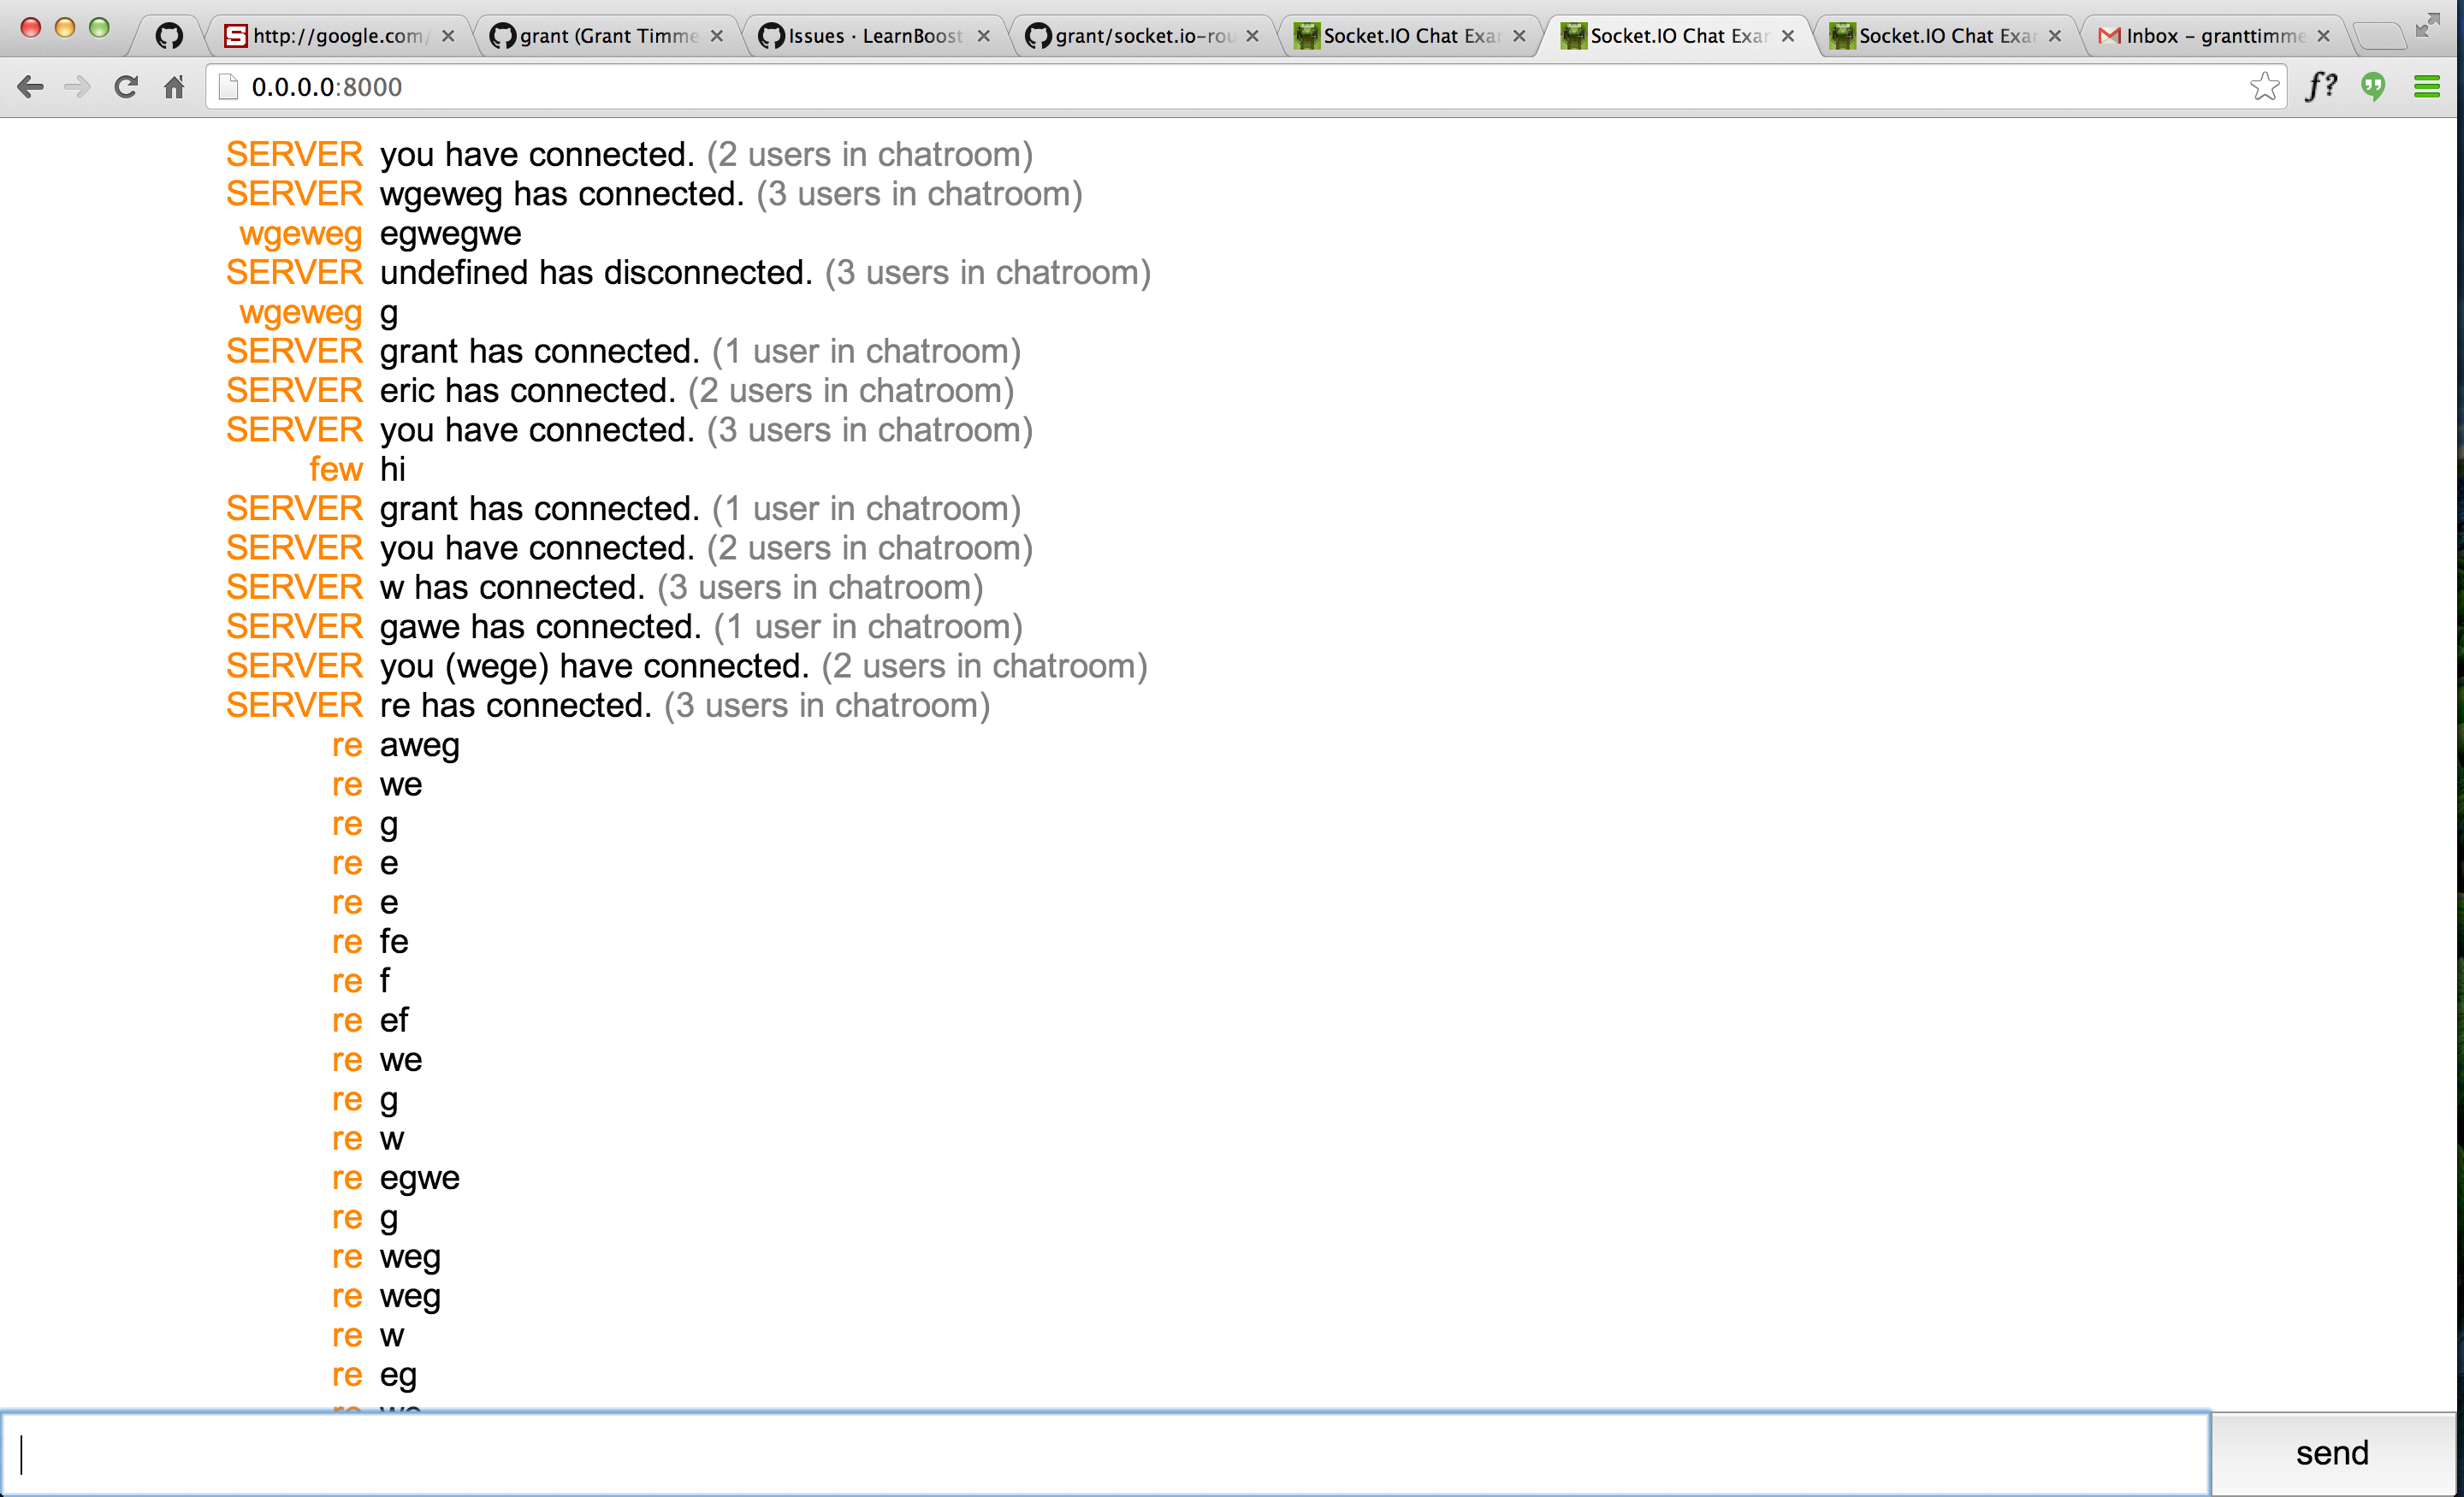 http://google.com/
grant (Grant Timme
Issues · LearnBoost
grant/socket.io-rou
Socket.IO Chat Exar
Socket.IO Chat Exar
Socket.IO Chat Exar
Inbox - granttimme
0.0.0.0:8000
f?
SERVER you have connected. (2 users in chatroom)
SERVER wgeweg has connected. (3 users in chatroom)
wgeweg egwegwe
SERVER undefined has disconnected. (3 users in chatroom)
wgeweg g
SERVER grant has connected. (1 user in chatroom)
SERVER eric has connected. (2 users in chatroom)
SERVER you have connected. (3 users in chatroom)
few hi
SERVER grant has connected. (1 user in chatroom)
SERVER you have connected. (2 users in chatroom)
SERVER w has connected. (3 users in chatroom)
SERVER gawe has connected. (1 user in chatroom)
SERVER you (wege) have connected. (2 users in chatroom)
SERVER re has connected. (3 users in chatroom)
re aweg
re we
re g
re e
re e
re fe
re f
re ef
re we
re g
re w
re egwe
re g
re weg
re weg
re w
re eg
re we
send